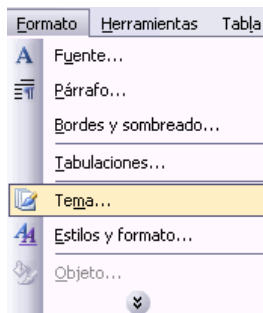 Formato Herramientas Tabla
Fuente...
Párrafo...
Bordes y sombreado...
Tabulaciones...
Tema...
Estilos y formato...
Objeto...